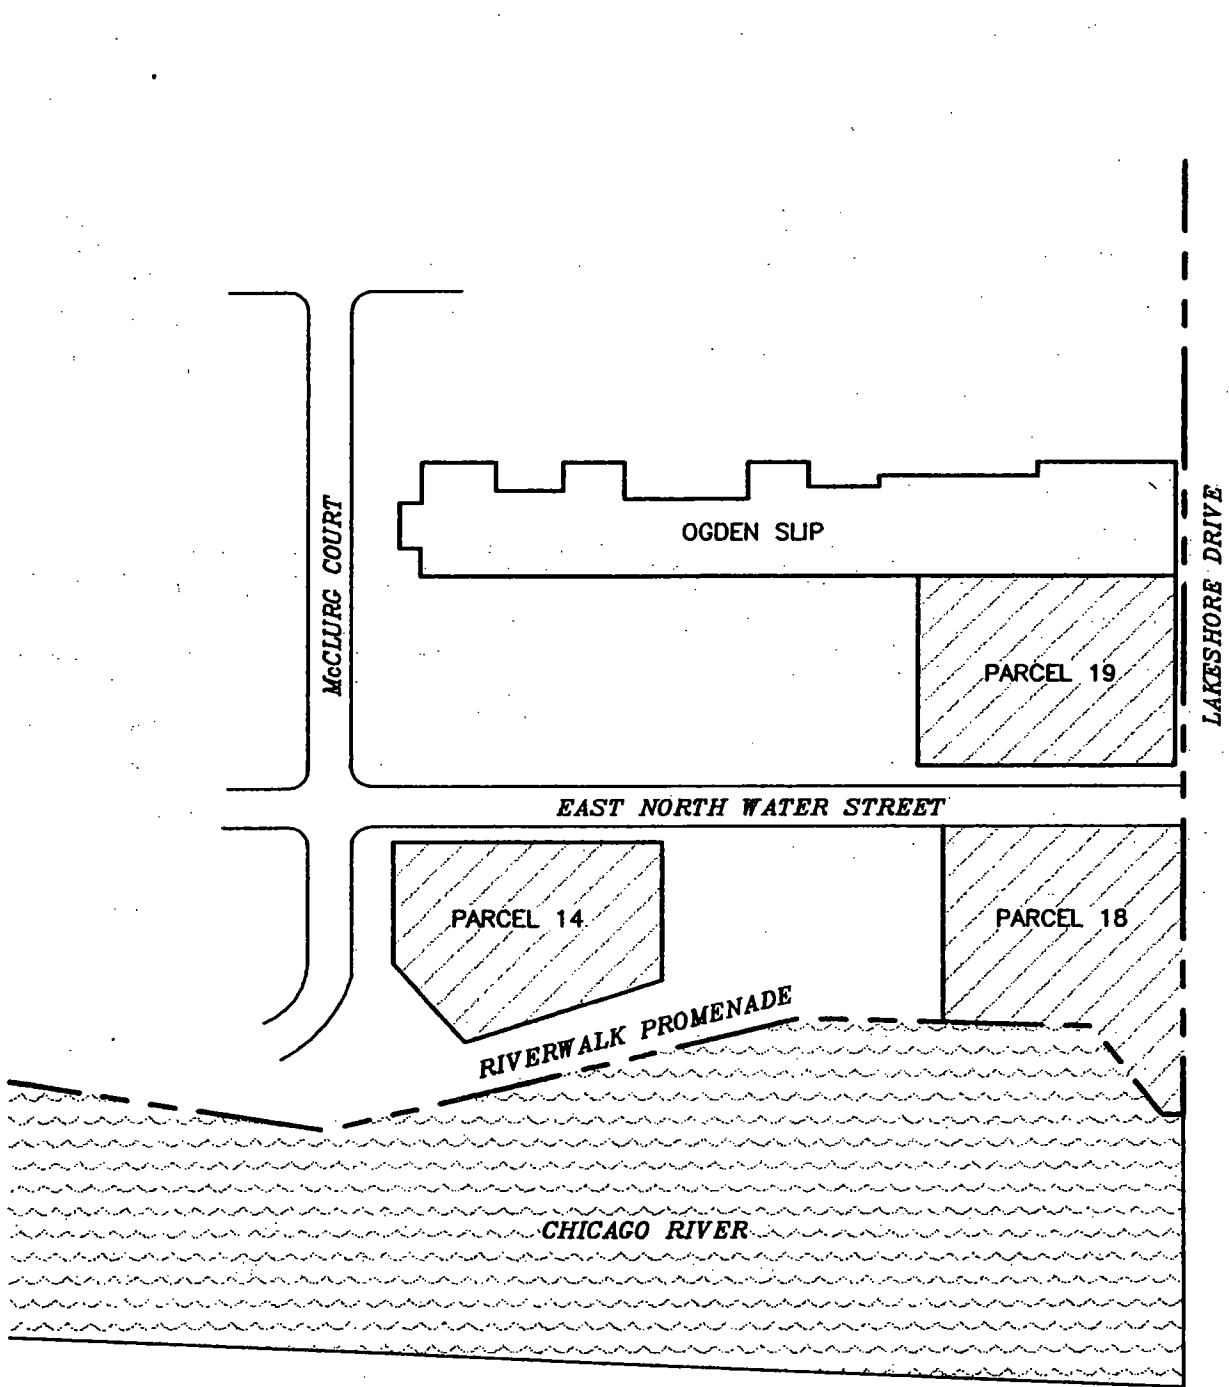 OGDEN SLIP
McCLURG COURT
LAKESHORE DRIVE
PARCEL 19
EAST NORTH WATER STREET
PARCEL 14
PARCEL 18
RIVERWALK PROMENADE
CHICAGO RIVER